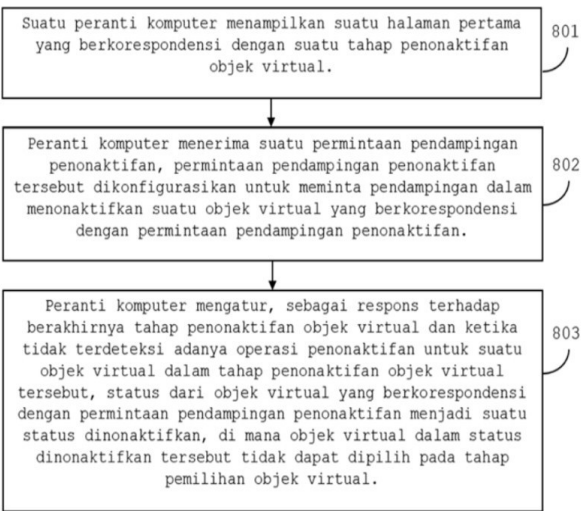 Suatu peranti komputer menampilkan suatu halaman pertama
yang berkorespondensi dengan suatu tahap penonaktifan
objek virtual.
801
Peranti komputer menerima suatu permintaan pendampingan
penonaktifan, permintaan pendampingan penonaktifan
tersebut dikonfigurasikan untuk meminta pendampingan dalam
menonaktifkan suatu objek virtual yang berkorespondensi
dengan permintaan pendampingan penonaktifan.
802
Peranti komputer mengatur, sebagai respons terhadap
berakhirnya tahap penonaktifan objek virtual dan ketika
tidak terdeteksi adanya operasi penonaktifan untuk suatu
objek virtual dalam tahap penonaktifan objek virtual
tersebut, status dari objek virtual yang berkorespondensi
dengan permintaan pendampingan penonaktifan menjadi suatu
status dinonaktifkan, di mana objek virtual dalam status
dinonaktifkan tersebut tidak dapat dipilih pada tahap
pemilihan objek virtual.
803